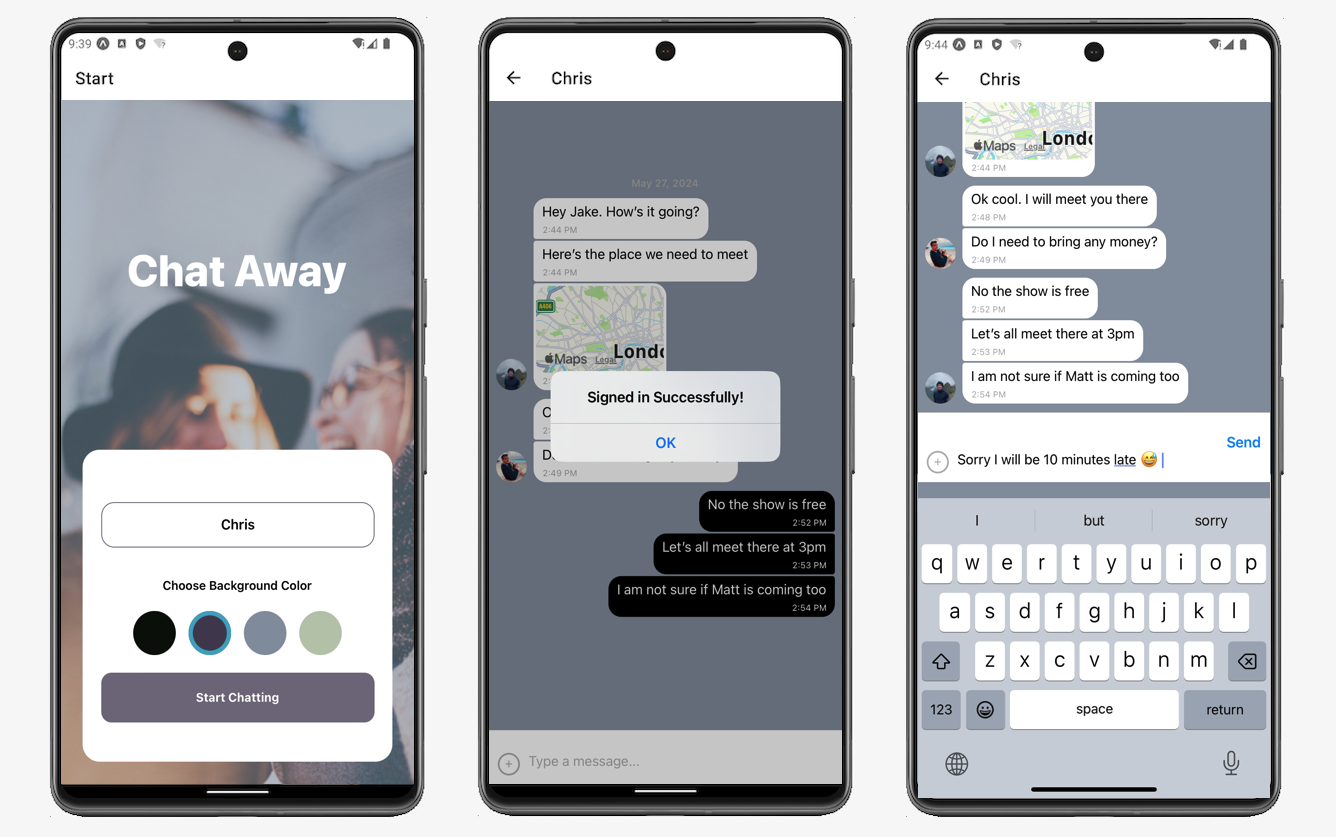 9:39
Start
Chat Away
Chris
Choose Background Color
Start Chatting
Chris
May 27, 2024
Hey Jake. How's it going?
2:44 PM
Here's the place we need to meet
2:44 PM
A406
Maps Legal Londo
2:
O
2:
Signed in Successfully!
OK
D
2:49 PM
No the show is free
2:52 PM
Let's all meet there at 3pm
2:53 PM
I am not sure if Matt is coming too
2:54 PM
Type a message...
9:44
Chris
Maps Legal Londo
2:44 PM
Ok cool. I will meet you there
2:48 PM
Do I need to bring any money?
2:49 PM
No the show is free
2:52 PM
Let's all meet there at 3pm
2:53 PM
I am not sure if Matt is coming too
2:54 PM
Send
Sorry I will be 10 minutes late 😅
I but sorry
q w e r t y u i o p
a s d f g h j k l
z x c v b n m
123 space return